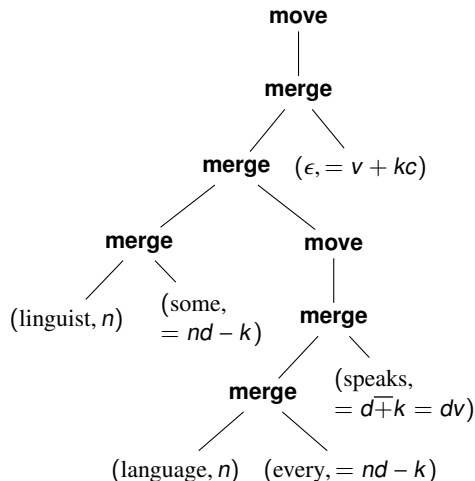 move
merge
merge (ϵ, = v + kc)
merge move
(linguist, n) (some,
= nd − k)
merge
merge (speaks,
= d∓̅k = dv)
(language, n) (every, = nd − k)